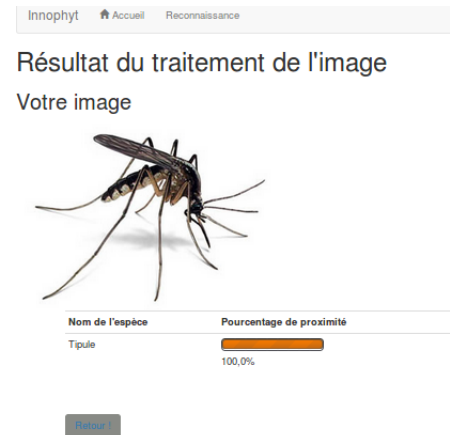 Innophyt Accueil Reconnaissance
Résultat du traitement de l'image
Votre image
Nom de l'espèce Pourcentage de proximité
Tipule
100,0%
Retour !